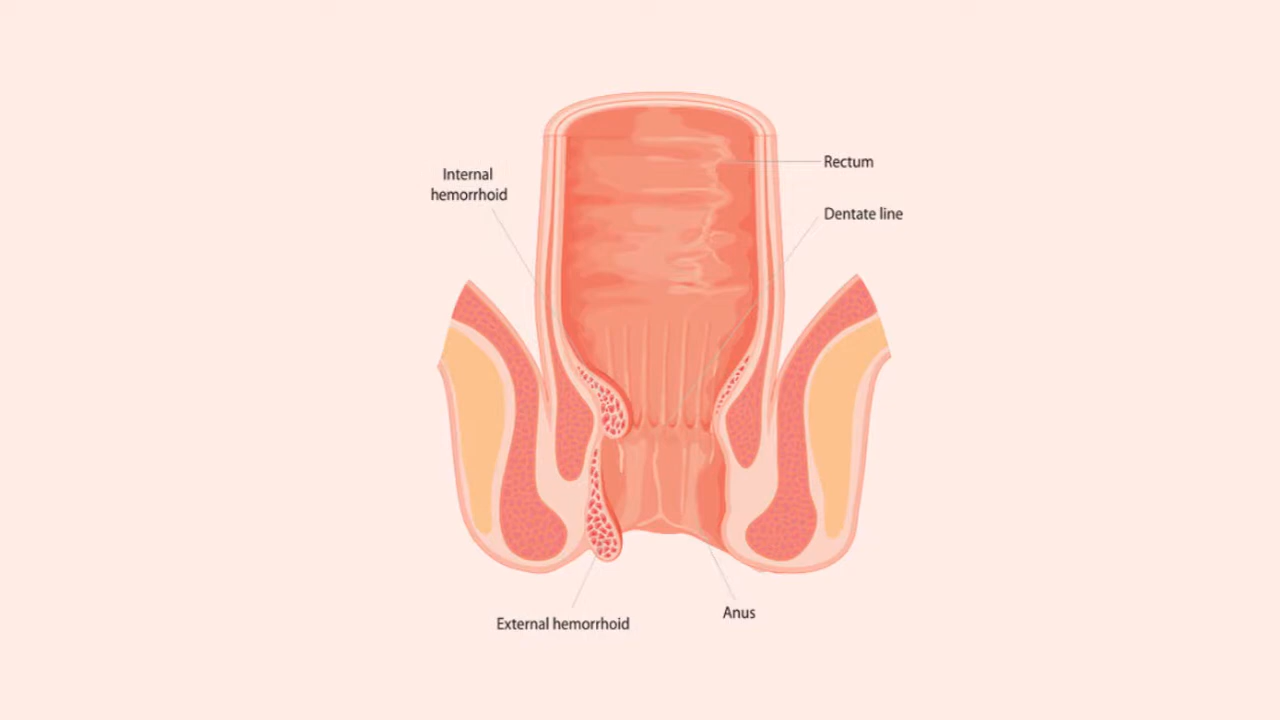 Rectum
Internal
hemorrhoid
Dentate line
Anus
External hemorrhoid